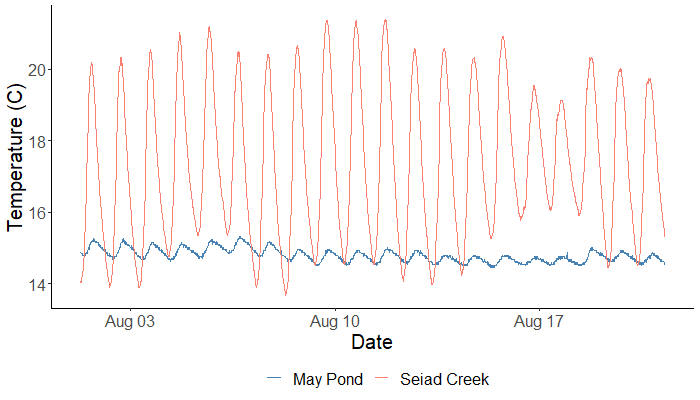 Temperature (C)
20
18
16
14
Aug 03 Aug 10 Aug 17
Date
May Pond Seiad Creek